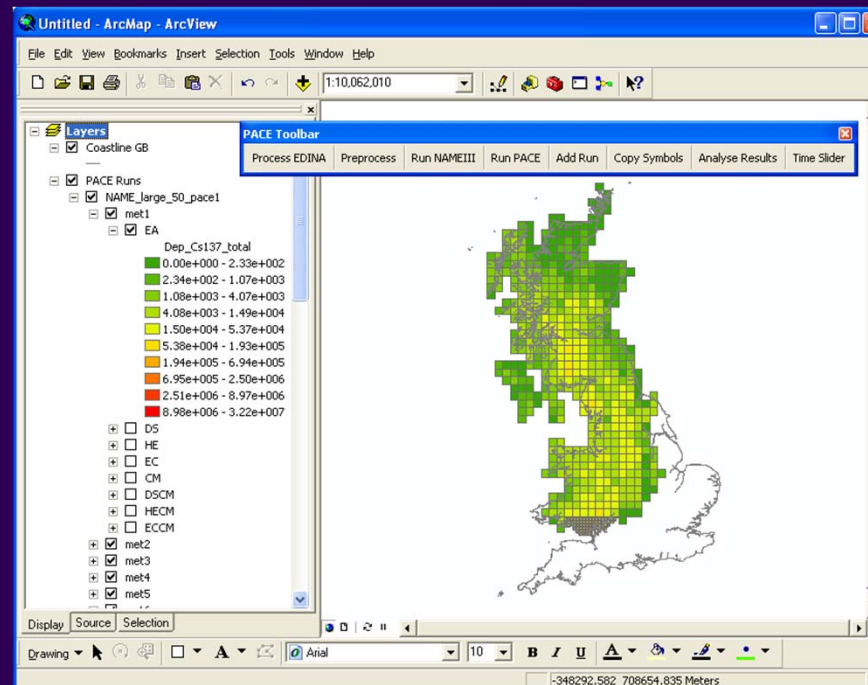 Untitled - ArcMap - ArcView
File Edit View Bookmarks Insert Selection Tools Window Help
1:10,062,010
Layers
Coastline GB
PACE Runs
NAME_large_50_pace1
met1
EA
Dep_Cs137_total
0.00e+000 - 2.33e+002
2.34e+002 - 1.07e+003
1.08e+003 - 4.07e+003
4.08e+003 - 1.49e+004
1.50e+004 - 5.37e+004
5.38e+004 - 1.93e+005
1.94e+005 - 6.94e+005
6.95e+005 - 2.50e+006
2.51e+006 - 8.97e+006
8.98e+006 - 3.22e+007
DS
HE
EC
CM
DSCM
HECM
ECCM
met2
met3
met4
met5
PACE Toolbar
Process EDINA Preprocess Run NAMEIII Run PACE Add Run Copy Symbols Analyse Results Time Slider
Display Source Selection
Drawing A Arial 10 B I U A
-348292.582 708654.835 Meters